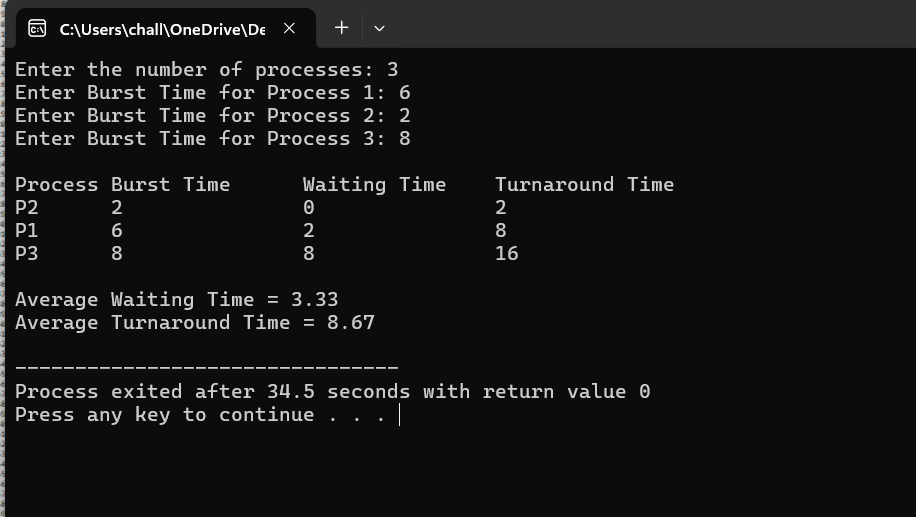 C:\Users\chall\OneDrive\De
Enter the number of processes: 3
Enter Burst Time for Process 1: 6
Enter Burst Time for Process 2: 2
Enter Burst Time for Process 3: 8
Process Burst Time      Waiting Time    Turnaround Time
P2      2               0               2
P1      6               2               8
P3      8               8               16
Average Waiting Time = 3.33
Average Turnaround Time = 8.67
--------------------------------
Process exited after 34.5 seconds with return value 0
Press any key to continue . . .